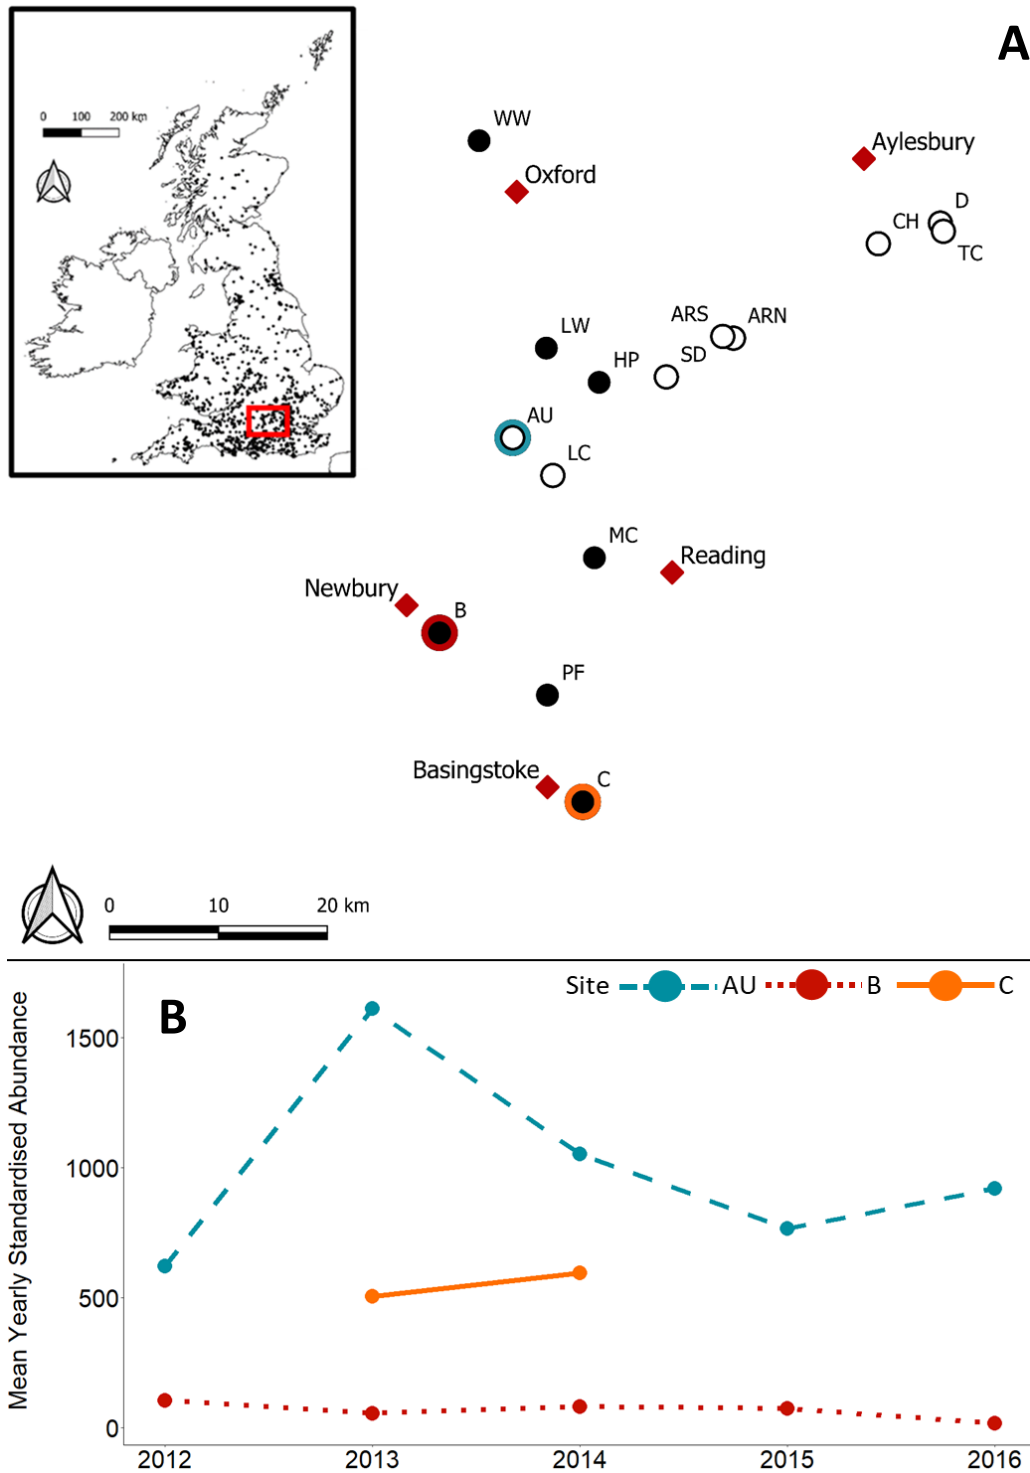 A
0 100 200 km
WW
Oxford
Aylesbury
D
CH
TC
ARS
ARN
LW
SD
HP
AU
LC
MC
Reading
Newbury
B
PF
Basingstoke
C
0 10 20 km
B
Site AU B C
Mean Yearly Standardised Abundance
1500
1000
500
0
2012 2013 2014 2015 2016